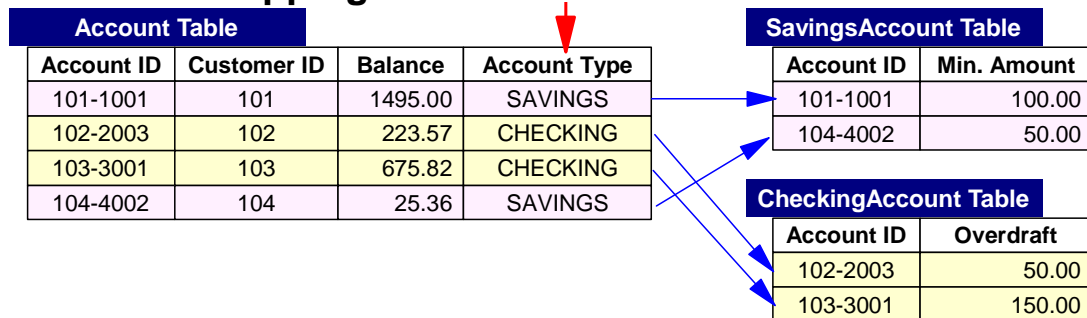 Account Table
Account ID Customer ID Balance Account Type
101-1001 101 1495.00 SAVINGS
102-2003 102 223.57 CHECKING
103-3001 103 675.82 CHECKING
104-4002 104 25.36 SAVINGS
SavingsAccount Table
Account ID Min. Amount
101-1001 100.00
104-4002 50.00
CheckingAccount Table
Account ID Overdraft
102-2003 50.00
103-3001 150.00